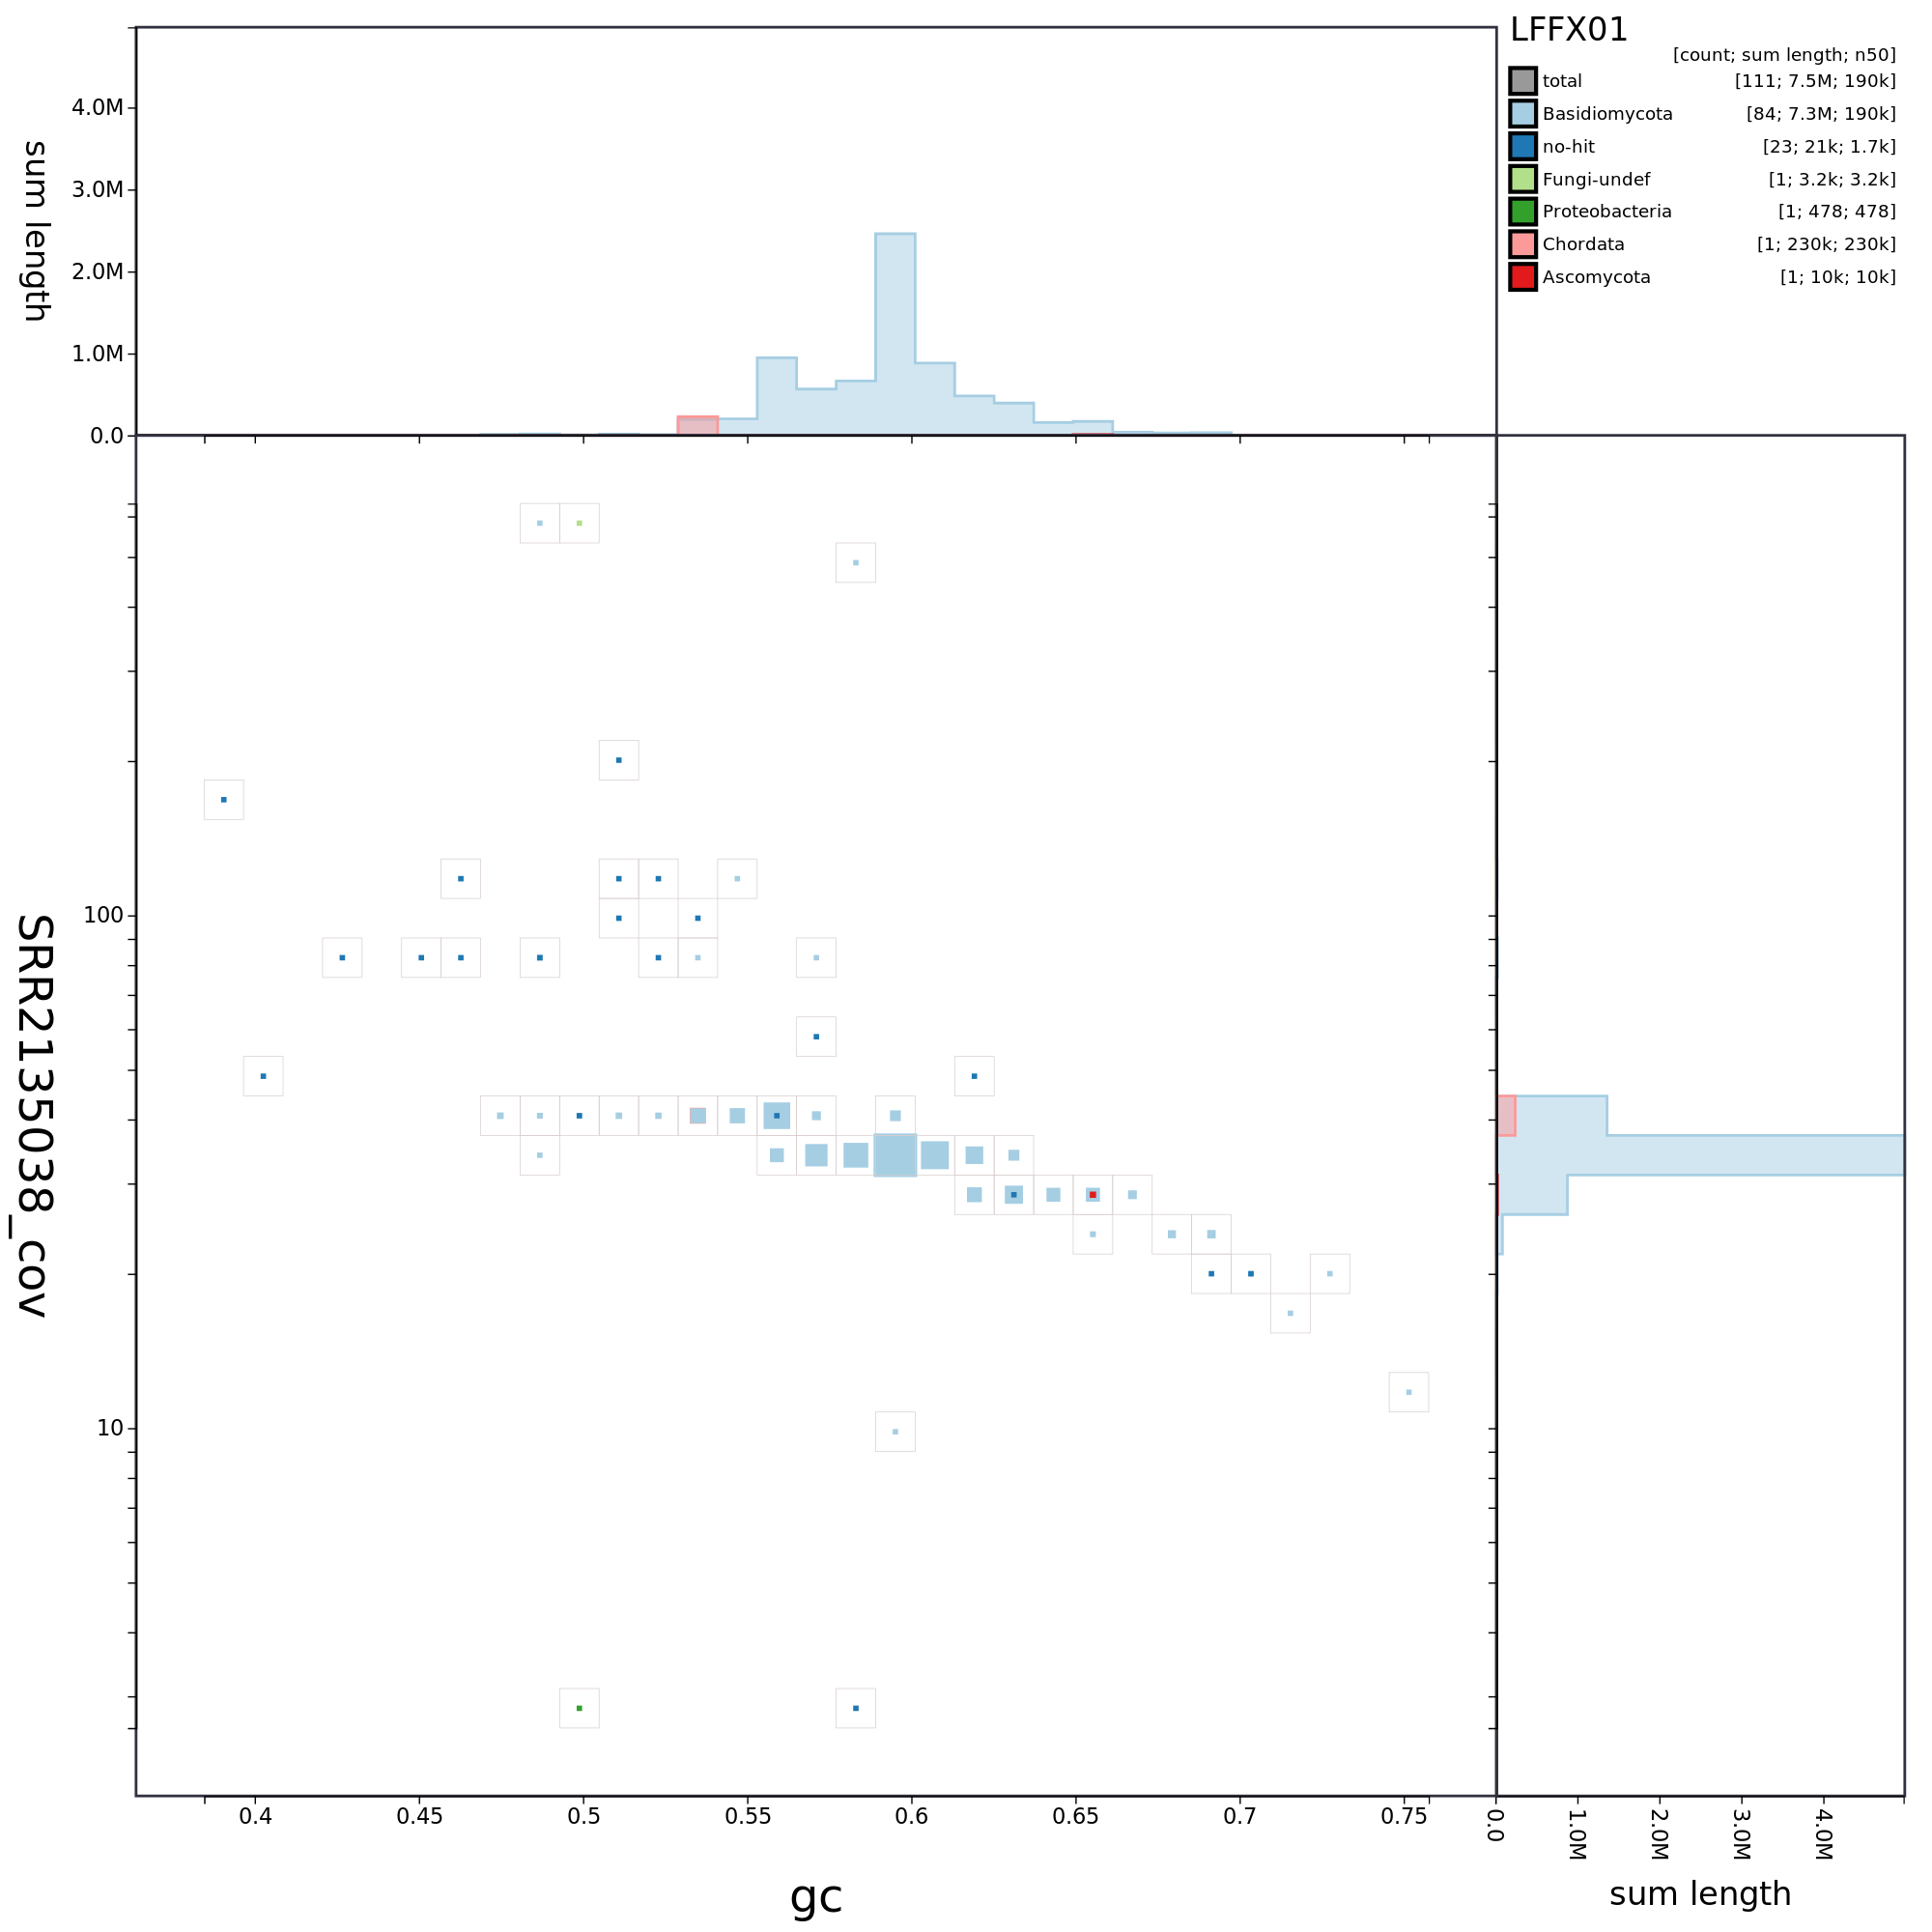 LFFX01
[count; sum length; n50]
total [111; 7.5M; 190k]
Basidiomycota [84; 7.3M; 190k]
no-hit [23; 21k; 1.7k]
Fungi-undef [1; 3.2k; 3.2k]
Proteobacteria [1; 478; 478]
Chordata [1; 230k; 230k]
Ascomycota [1; 10k; 10k]
sum length
4.0M
3.0M
2.0M
1.0M
0.0
SRR2135038_cov
100
10
0.4 0.45 0.5 0.55 0.6 0.65 0.7 0.75
gc
0.0 1.0M 2.0M 3.0M 4.0M
sum length